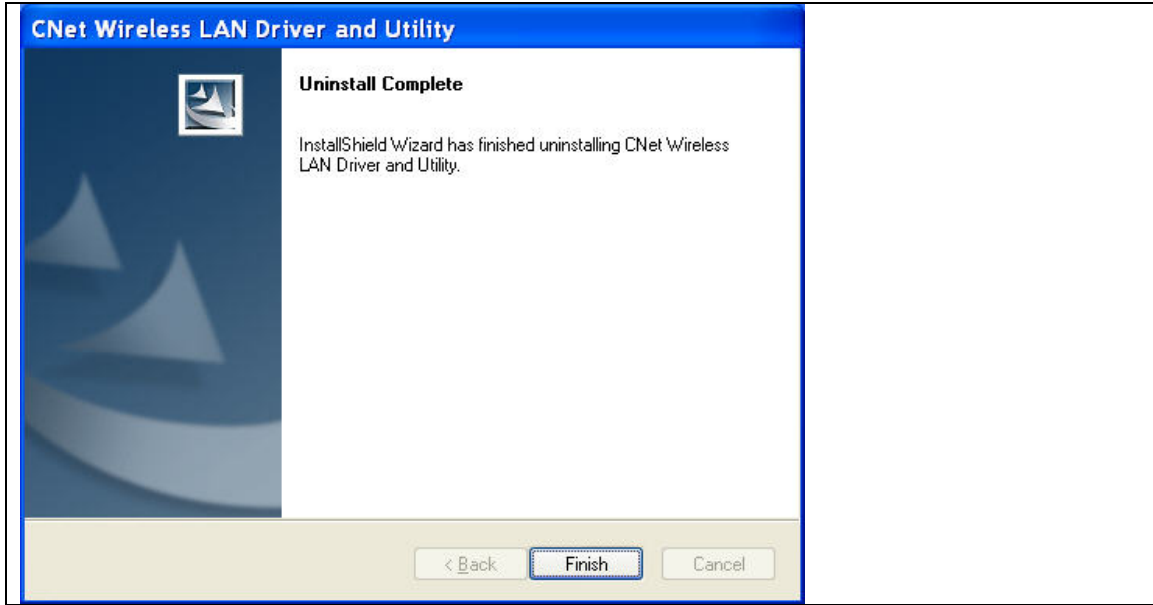 CNet Wireless LAN Driver and Utility
Uninstall Complete
InstallShield Wizard has finished uninstalling CNet Wireless
LAN Driver and Utility.
< Back Finish Cancel